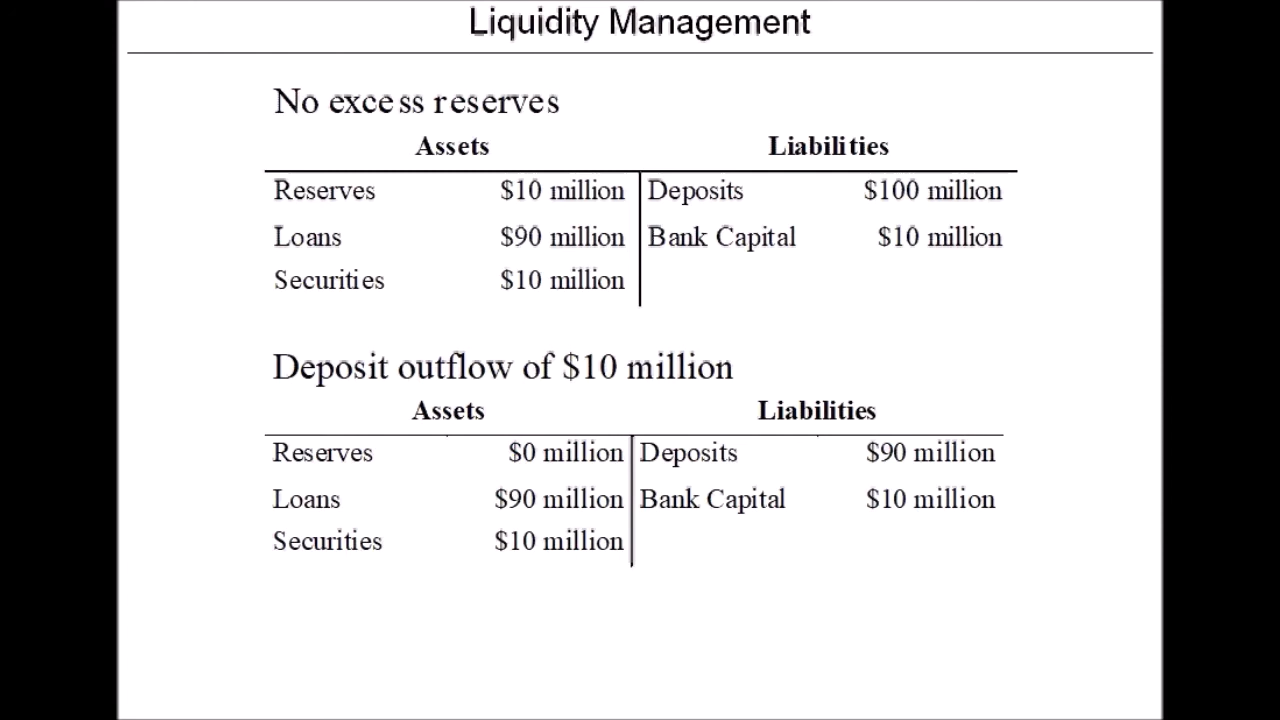 Liquidity Management
No excess reserves
Assets Liabilities
Reserves $10 million Deposits $100 million
Loans $90 million Bank Capital $10 million
Securities $10 million
Deposit outflow of $10 million
Assets Liabilities
Reserves $0 million Deposits $90 million
Loans $90 million Bank Capital $10 million
Securities $10 million